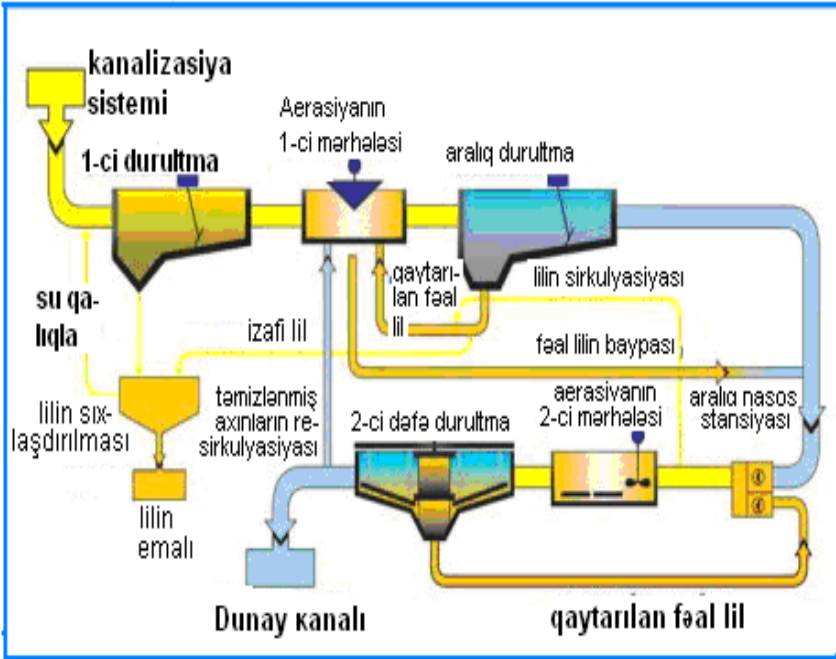 kanalizasiya
sistemi
Aerasiyanın
1-ci mərhələsi
1-ci durultma
aralıq durultma
qaytarı-
lan fəal
lil
lilin sirkulyasiyası
su qa-
lıqla
izafi lil
fəal lilin baypası
lilin sıx-
laşdırılması
təmizlənmiş
axınların re-
sirkulyasiyası
2-ci dəfə durultma
aerasivanın
2-ci mərhələsi
aralıq nasos
stansiyası
lilin
emalı
Dunay kanalı
qaytarılan fəal lil